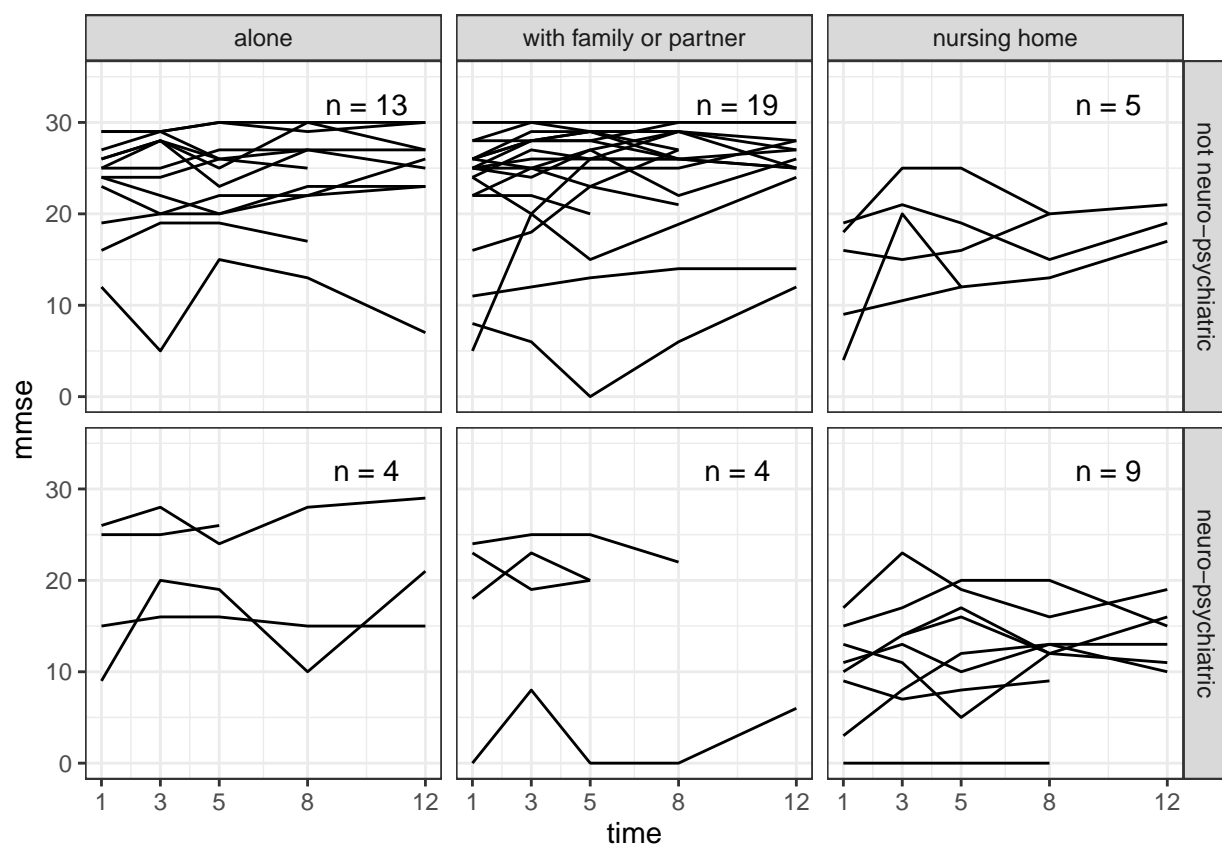 alone
with family or partner
nursing home
n = 13
n = 19
n = 5
not neuro−psychiatric
30
20
10
0
mmse
n = 4
n = 4
n = 9
neuro−psychiatric
30
20
10
0
1 3 5 8 12
1 3 5 8 12
1 3 5 8 12
time